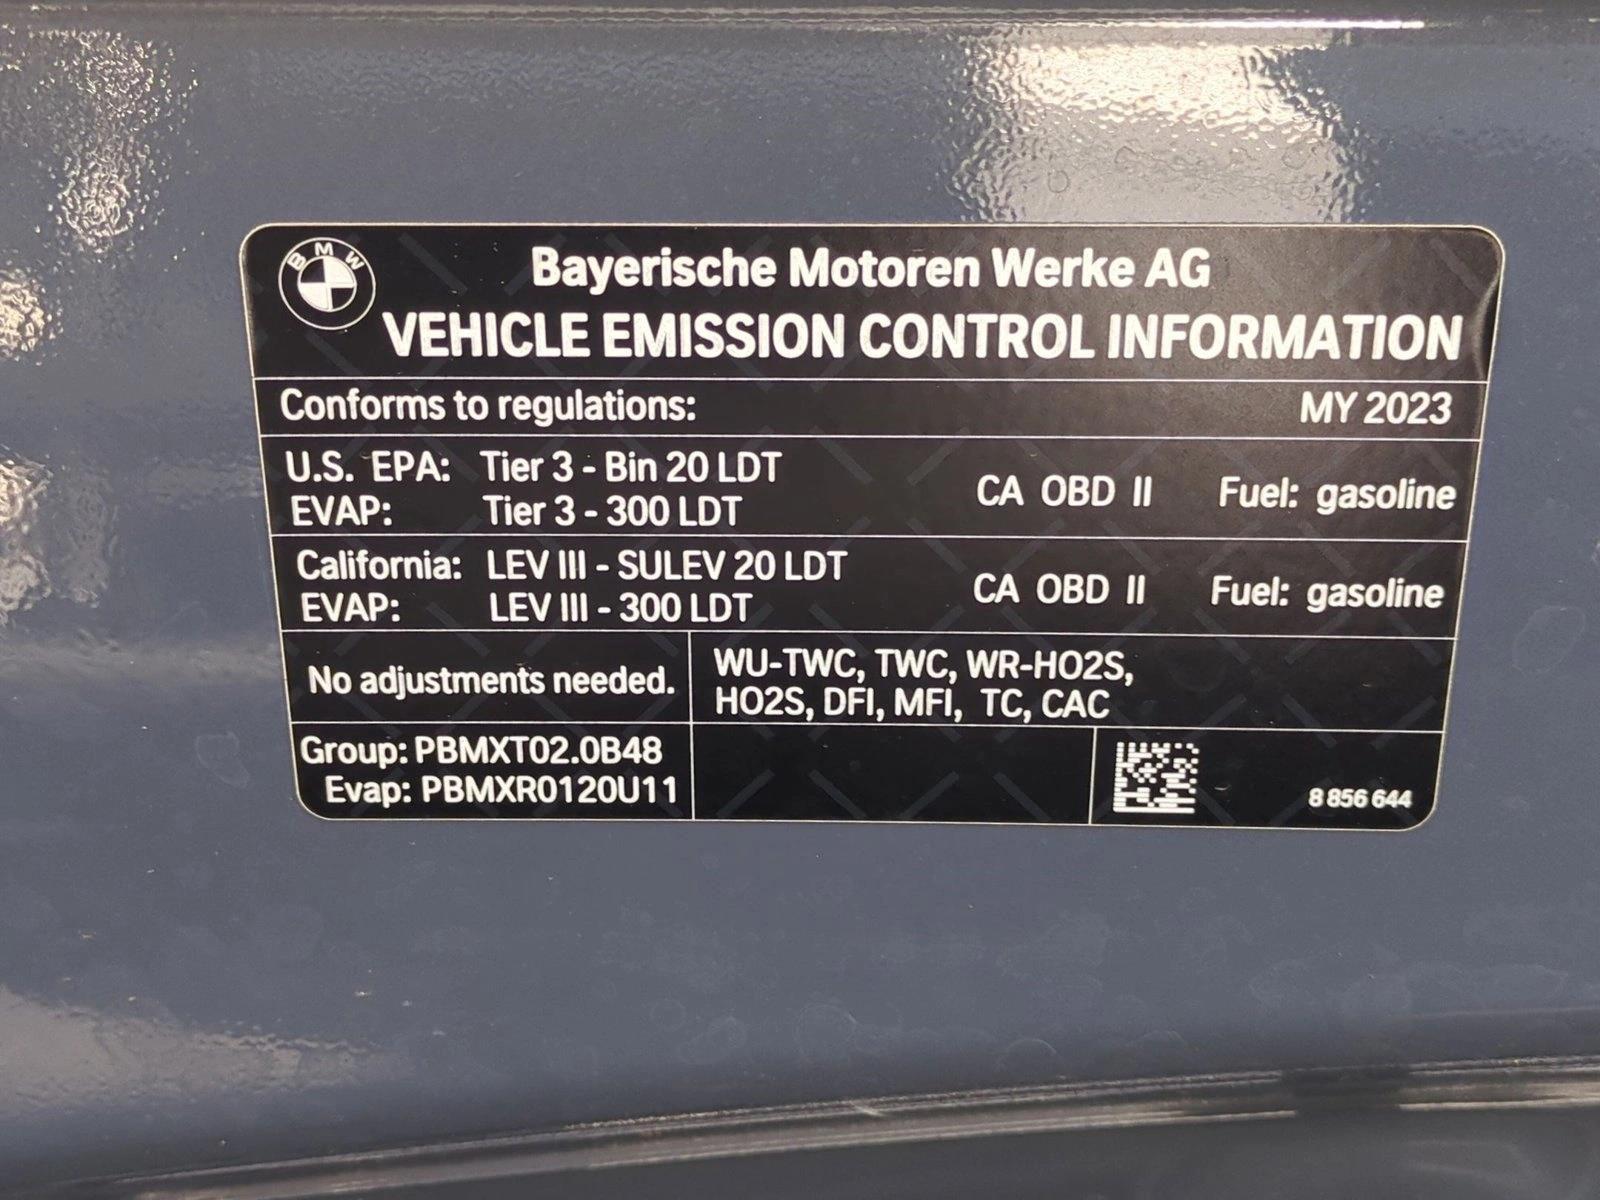 BMW
Bayerische Motoren Werke AG
VEHICLE EMISSION CONTROL INFORMATION
Conforms to regulations: MY 2023
U.S. EPA: Tier 3 - Bin 20 LDT CA OBD II Fuel: gasoline
EVAP: Tier 3 - 300 LDT
California: LEV III - SULEV 20 LDT CA OBD II Fuel: gasoline
EVAP: LEV III - 300 LDT
No adjustments needed.
WU-TWC, TWC, WR-HO2S,
HO2S, DFI, MFI, TC, CAC
Group: PBMXT02.0B48
Evap: PBMXR0120U11
8 856 644